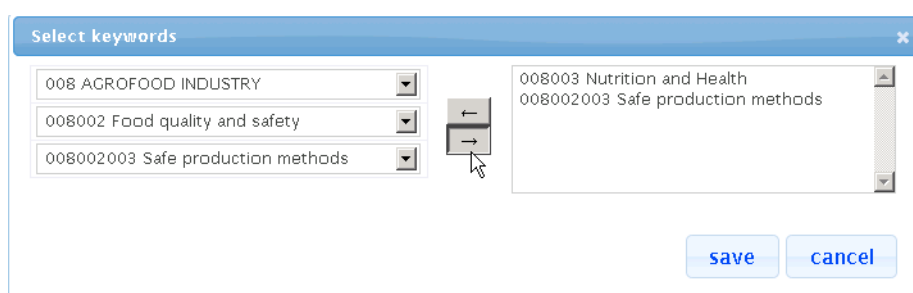 Select keywords
008 AGROFOOD INDUSTRY
008002 Food quality and safety
008002003 Safe production methods
←
→
008003 Nutrition and Health
008002003 Safe production methods
save cancel